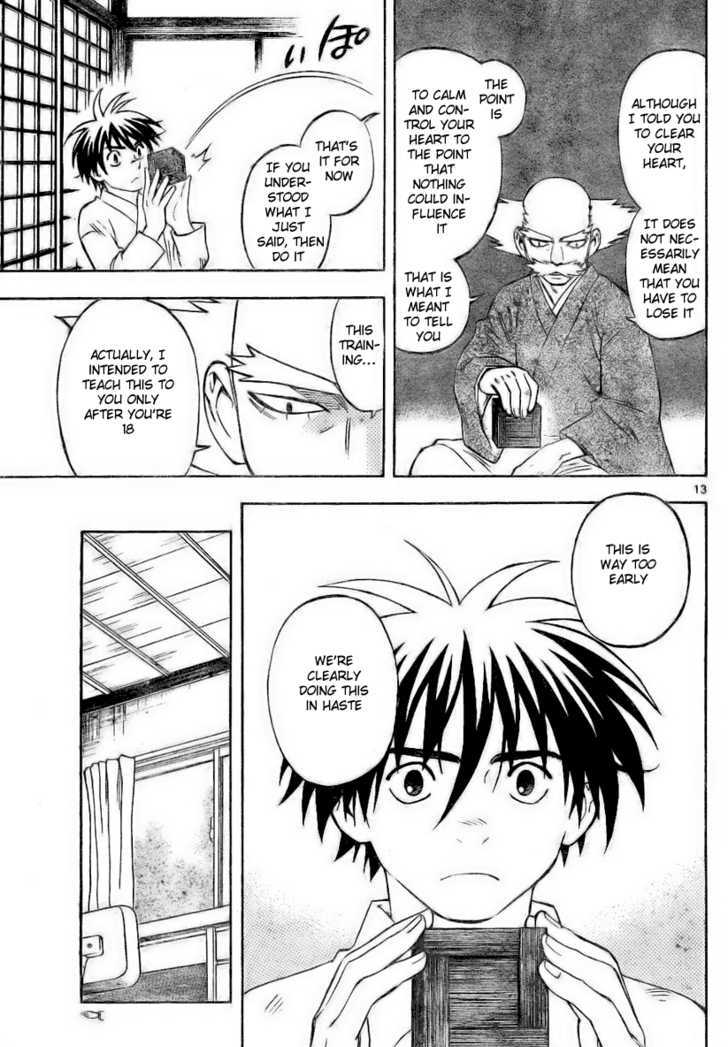 ALTHOUGH
I TOLD YOU
TO CLEAR
YOUR
HEART,
IT DOES
NOT NEC-
ESSARILY
MEAN
THAT YOU
HAVE TO
LOSE IT
THE
POINT
IS
TO CALM
AND CON-
TROL YOUR
HEART TO
THE POINT
THAT
NOTHING
COULD IN-
FLUENCE
IT
THAT IS
WHAT I
MEANT
TO TELL
YOU
ぽい
THAT'S
IT FOR
NOW
IF YOU
UNDER-
STOOD
WHAT I
JUST
SAID, THEN
DO IT
THIS
TRAIN-
ING...
ACTUALLY, I
INTENDED TO
TEACH THIS TO
YOU ONLY
AFTER YOU'RE
18
13
THIS IS
WAY TOO
EARLY
WE'RE
CLEARLY
DOING THIS
IN HASTE